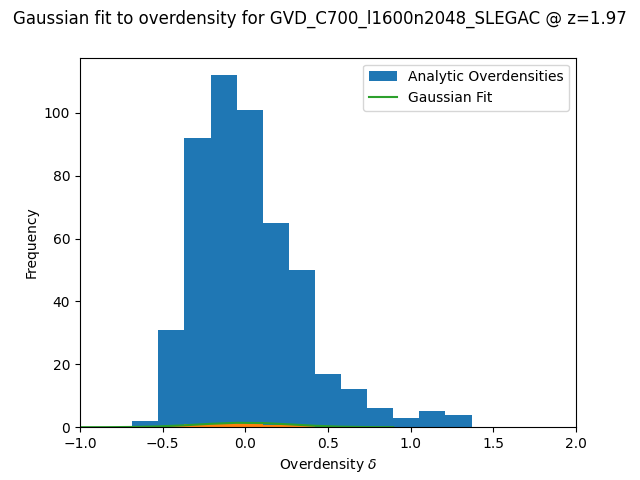 Gaussian fit to overdensity for GVD_C700_l1600n2048_SLEGAC @ z=1.97
Analytic Overdensities
Gaussian Fit
Frequency
100
80
60
40
20
0
−1.0 −0.5 0.0 0.5 1.0 1.5 2.0
Overdensity δ